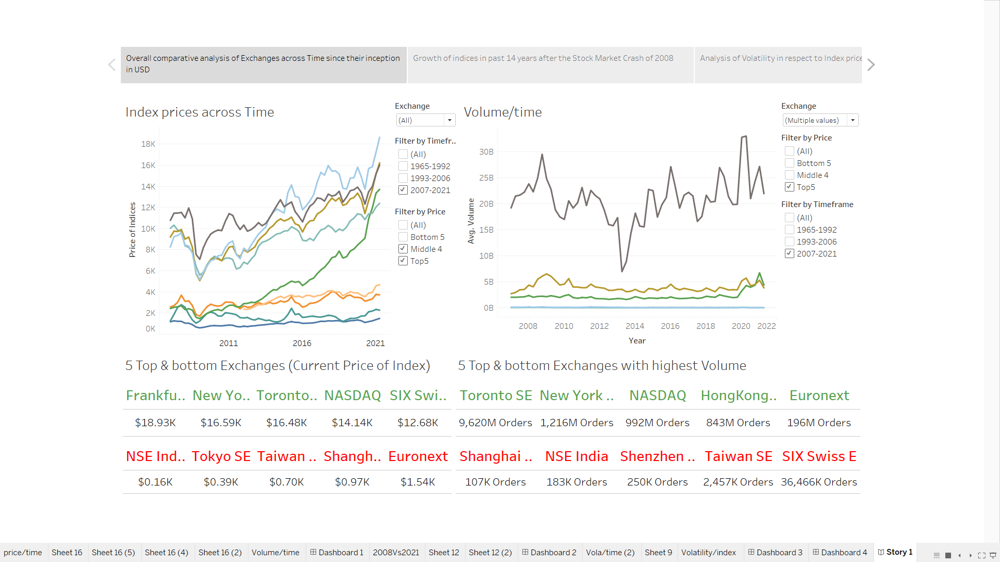 Overall comparative analysis of Exchanges across Time since their inception
in USD
Growth of indices in past 14 years after the Stock Market Crash of 2008
Analysis of Volatility in respect to Index price
Index prices across Time
Exchange
(All)
Filter by Timefr..
(All)
1965-1992
1993-2006
2007-2021
Filter by Price
(All)
Bottom 5
Middle 4
Top5
Price of Indices
18K
16K
14K
12K
10K
8K
6K
4K
2K
0K
2011
2016
2021
Volume/time
Exchange
(Multiple values)
Filter by Price
(All)
Bottom 5
Middle 4
Top5
Filter by Timeframe
(All)
1965-1992
1993-2006
2007-2021
Avg. Volume
30B
25B
20B
15B
10B
5B
0B
2008
2010
2012
2014
2016
2018
2020
2022
Year
5 Top & bottom Exchanges (Current Price of Index)
Frankfu.. New Yo.. Toronto.. NASDAQ SIX Swi..
$18.93K $16.59K $16.48K $14.14K $12.68K
NSE Ind.. Tokyo SE Taiwan .. Shangh.. Euronext
$0.16K $0.39K $0.70K $0.97K $1.54K
5 Top & bottom Exchanges with highest Volume
Toronto SE New York .. NASDAQ HongKong.. Euronext
9,620M Orders 1,216M Orders 992M Orders 843M Orders 196M Orders
Shanghai .. NSE India Shenzhen .. Taiwan SE SIX Swiss E
107K Orders 183K Orders 250K Orders 2,457K Orders 36,466K Orders
price/time Sheet 16 Sheet 16 (5) Sheet 16 (4) Sheet 16 (2) Volume/time Dashboard 1 2008Vs2021 Sheet 12 Sheet 12 (2) Dashboard 2 Vola/time (2) Sheet 9 Volatility/index Dashboard 3 Dashboard 4 Story 1